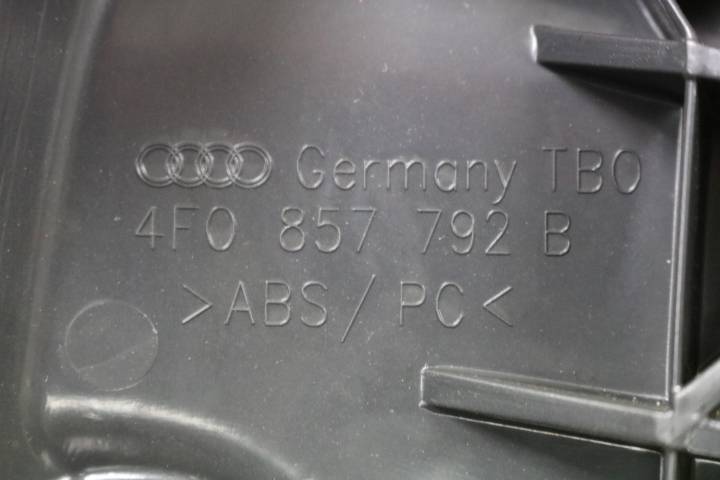 Germany TBO
4F0 857 792 B
>ABS/PC<